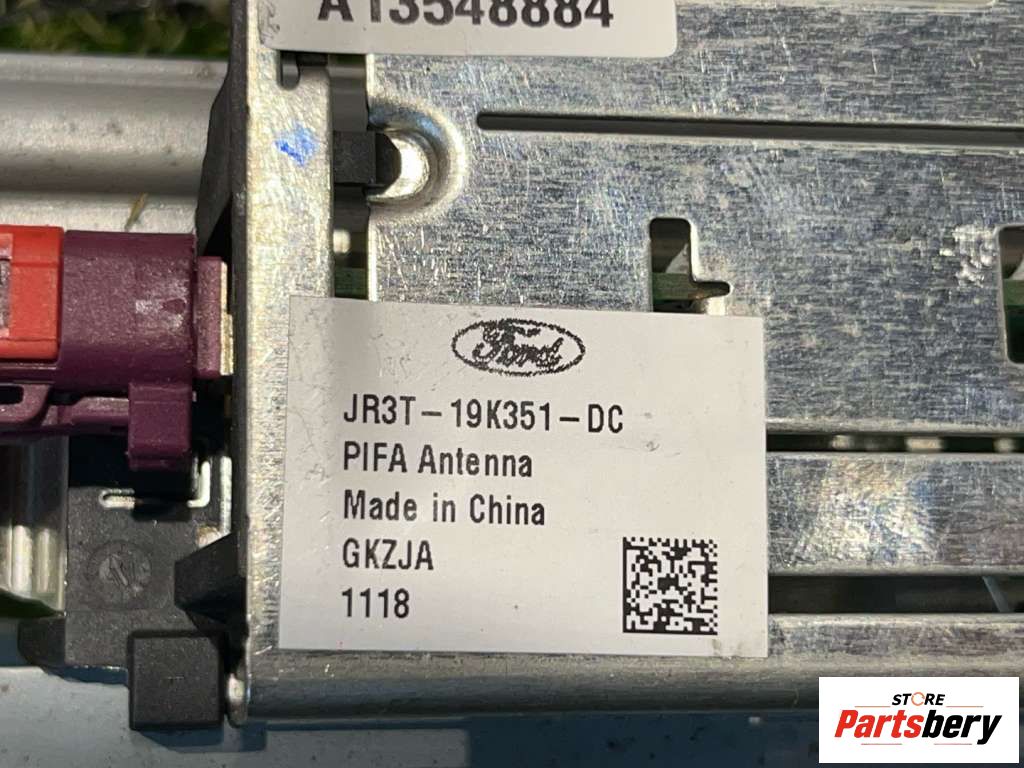 A13548884
Ford
JR3T-19K351-DC
PIFA Antenna
Made in China
GKZJA
1118
STORE
Partsbery